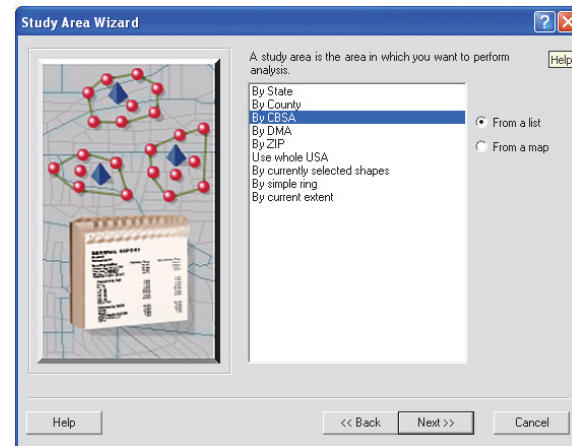 Study Area Wizard
A study area is the area in which you want to perform
analysis.
Help
By State
By County
By CBSA
By DMA
By ZIP
Use whole USA
By currently selected shapes
By simple ring
By current extent
From a list
From a map
GENERAL REPORT
Help
<< Back
Next >>
Cancel